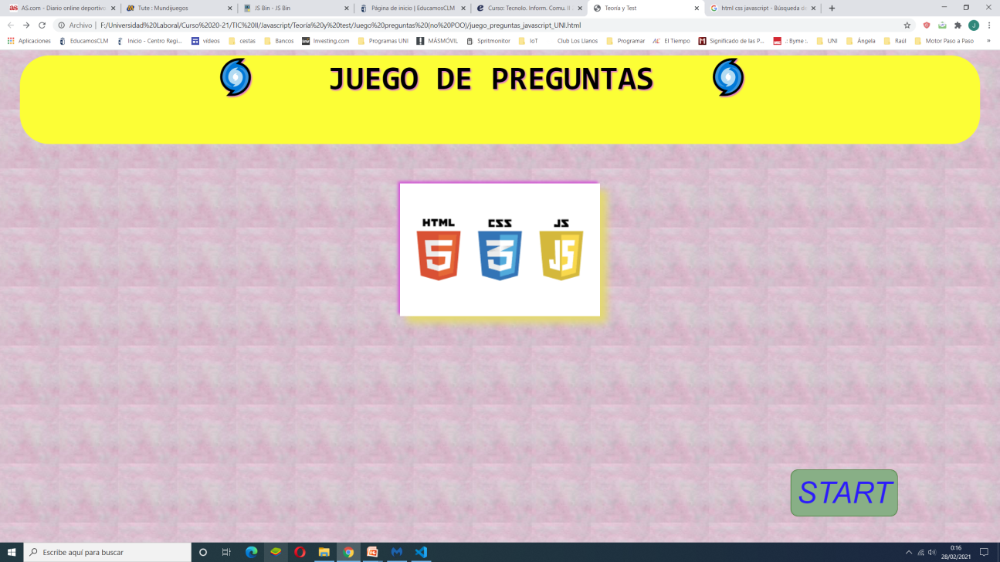 AS.com - Diario online deportivo
Tute : Mundijuegos
JS Bin - JS Bin
Página de inicio | EducamosCLM
Curso: Tecnolo. Inform. Comu. II
Teoría y Test
html css javascript - Búsqueda de
Archivo | F:/Universidad%20Laboral/Curso%2020-21/TIC%20II/Javascript/Teoría%20y%20test/Juego%20preguntas%20(no%20POO)/juego_preguntas_javascript_UNI.html
Aplicaciones EducamosCLM Inicio - Centro Regi... vídeos cestas Bancos Investing.com Programas UNI MÁSMÓVIL Spritmonitor IoT Club Los Llanos Programar El Tiempo Significado de las P... .: Byme :. UNI Ángela Raúl Motor Paso a Paso »
JUEGO DE PREGUNTAS
HTML CSS JS
5 3 JS
START
Escribe aquí para buscar
0:16
28/02/2021